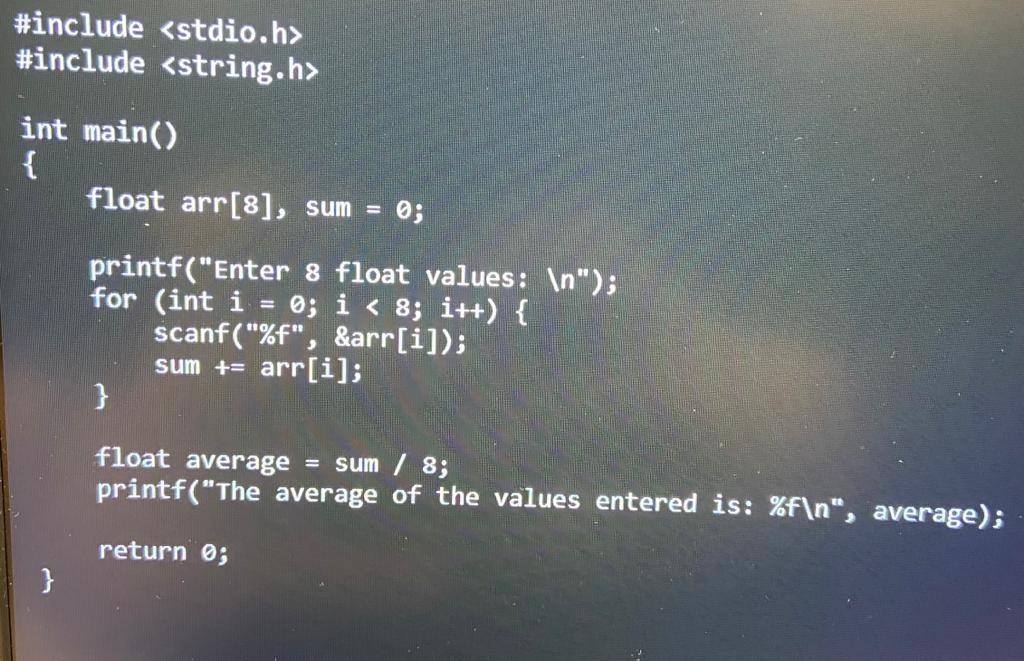 #include <stdio.h>
#include <string.h>
int main()
{
float arr[8], sum = 0;
printf("Enter 8 float values: \n");
for (int i = 0; i < 8; i++) {
scanf("%f", &arr[i]);
sum += arr[i];
}
float average = sum / 8;
printf("The average of the values entered is: %f\n", average);
return 0;
}